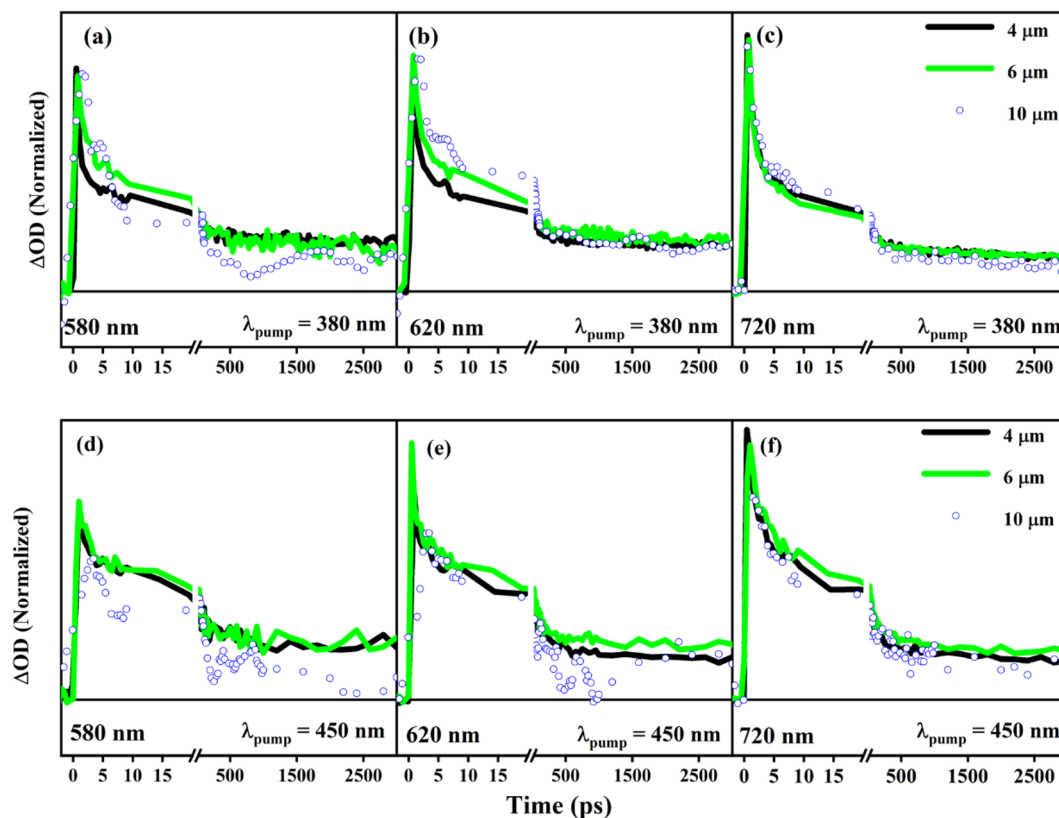 (a)
(b)
(c)
4 μm
6 μm
10 μm
ΔOD (Normalized)
580 nm
λpump = 380 nm
620 nm
λpump = 380 nm
720 nm
λpump = 380 nm
0 5 10 15 500 1500 2500
0 5 10 15 500 1500 2500
0 5 10 15 500 1500 2500
(d)
(e)
(f)
4 μm
6 μm
10 μm
ΔOD (Normalized)
580 nm
λpump = 450 nm
620 nm
λpump = 450 nm
720 nm
λpump = 450 nm
0 5 10 15 500 1500 2500
0 5 10 15 500 1500 2500
0 5 10 15 500 1500 2500
Time (ps)